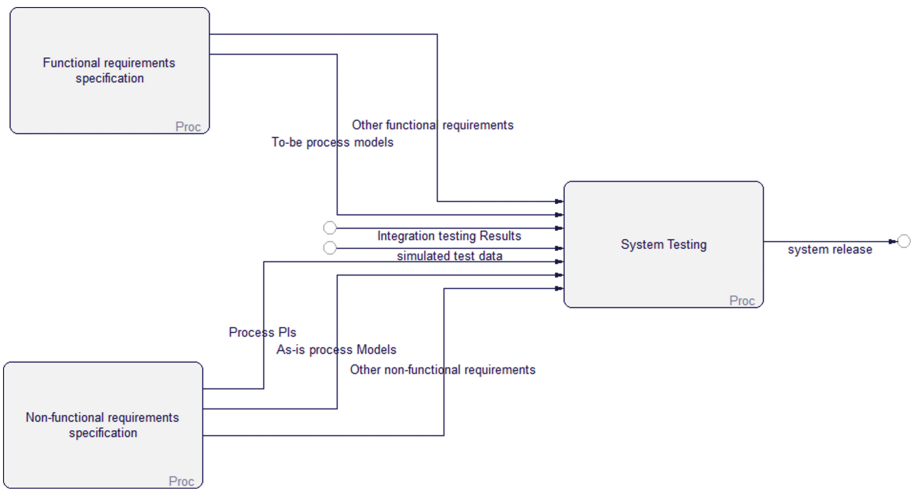 Functional requirements
specification
Proc
Other functional requirements
To-be process models
Integration testing Results
simulated test data
System Testing
Proc
system release
Process PIs
As-is process Models
Other non-functional requirements
Non-functional requirements
specification
Proc